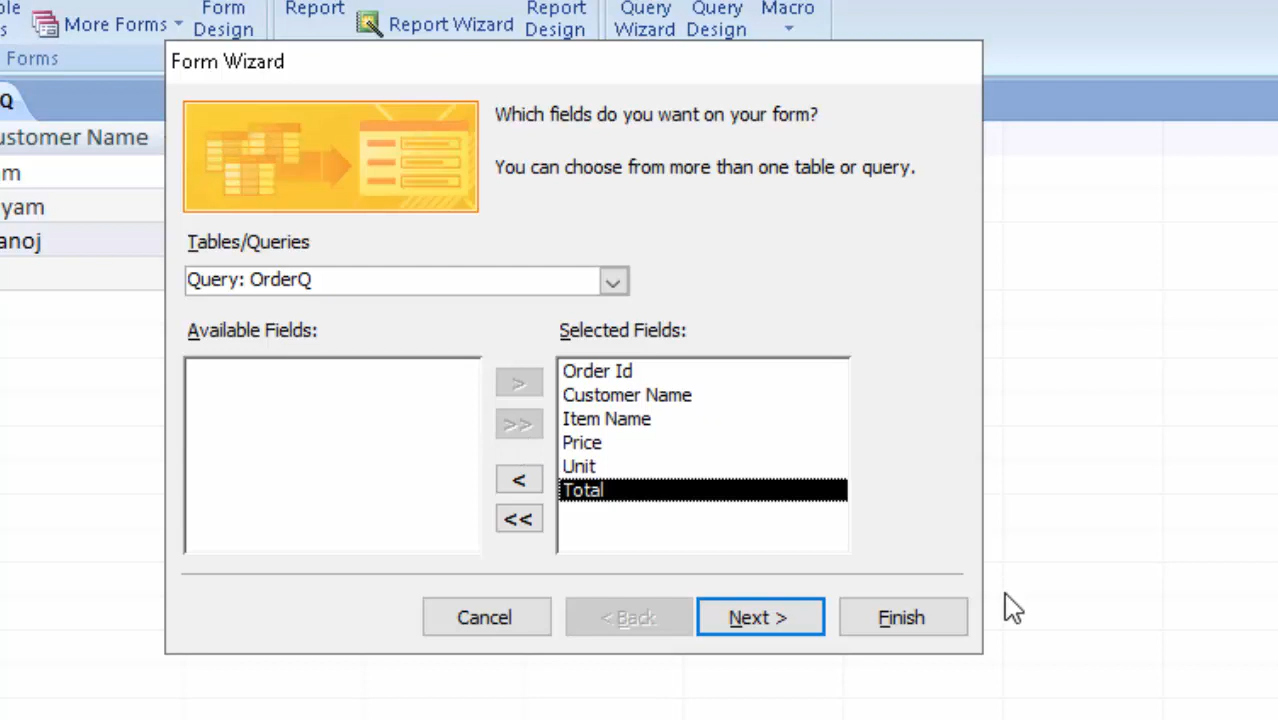 Form Report Report Query Query Macro
More Forms Design Report Wizard Design Wizard Design
Forms
Form Wizard
Q
Which fields do you want on your form?
ustomer Name
You can choose from more than one table or query.
m
yam
anoj
Tables/Queries
Query: OrderQ
Available Fields: Selected Fields:
Order Id
> Customer Name
Item Name
>> Price
Unit
< Total
<<
Cancel < Back Next > Finish